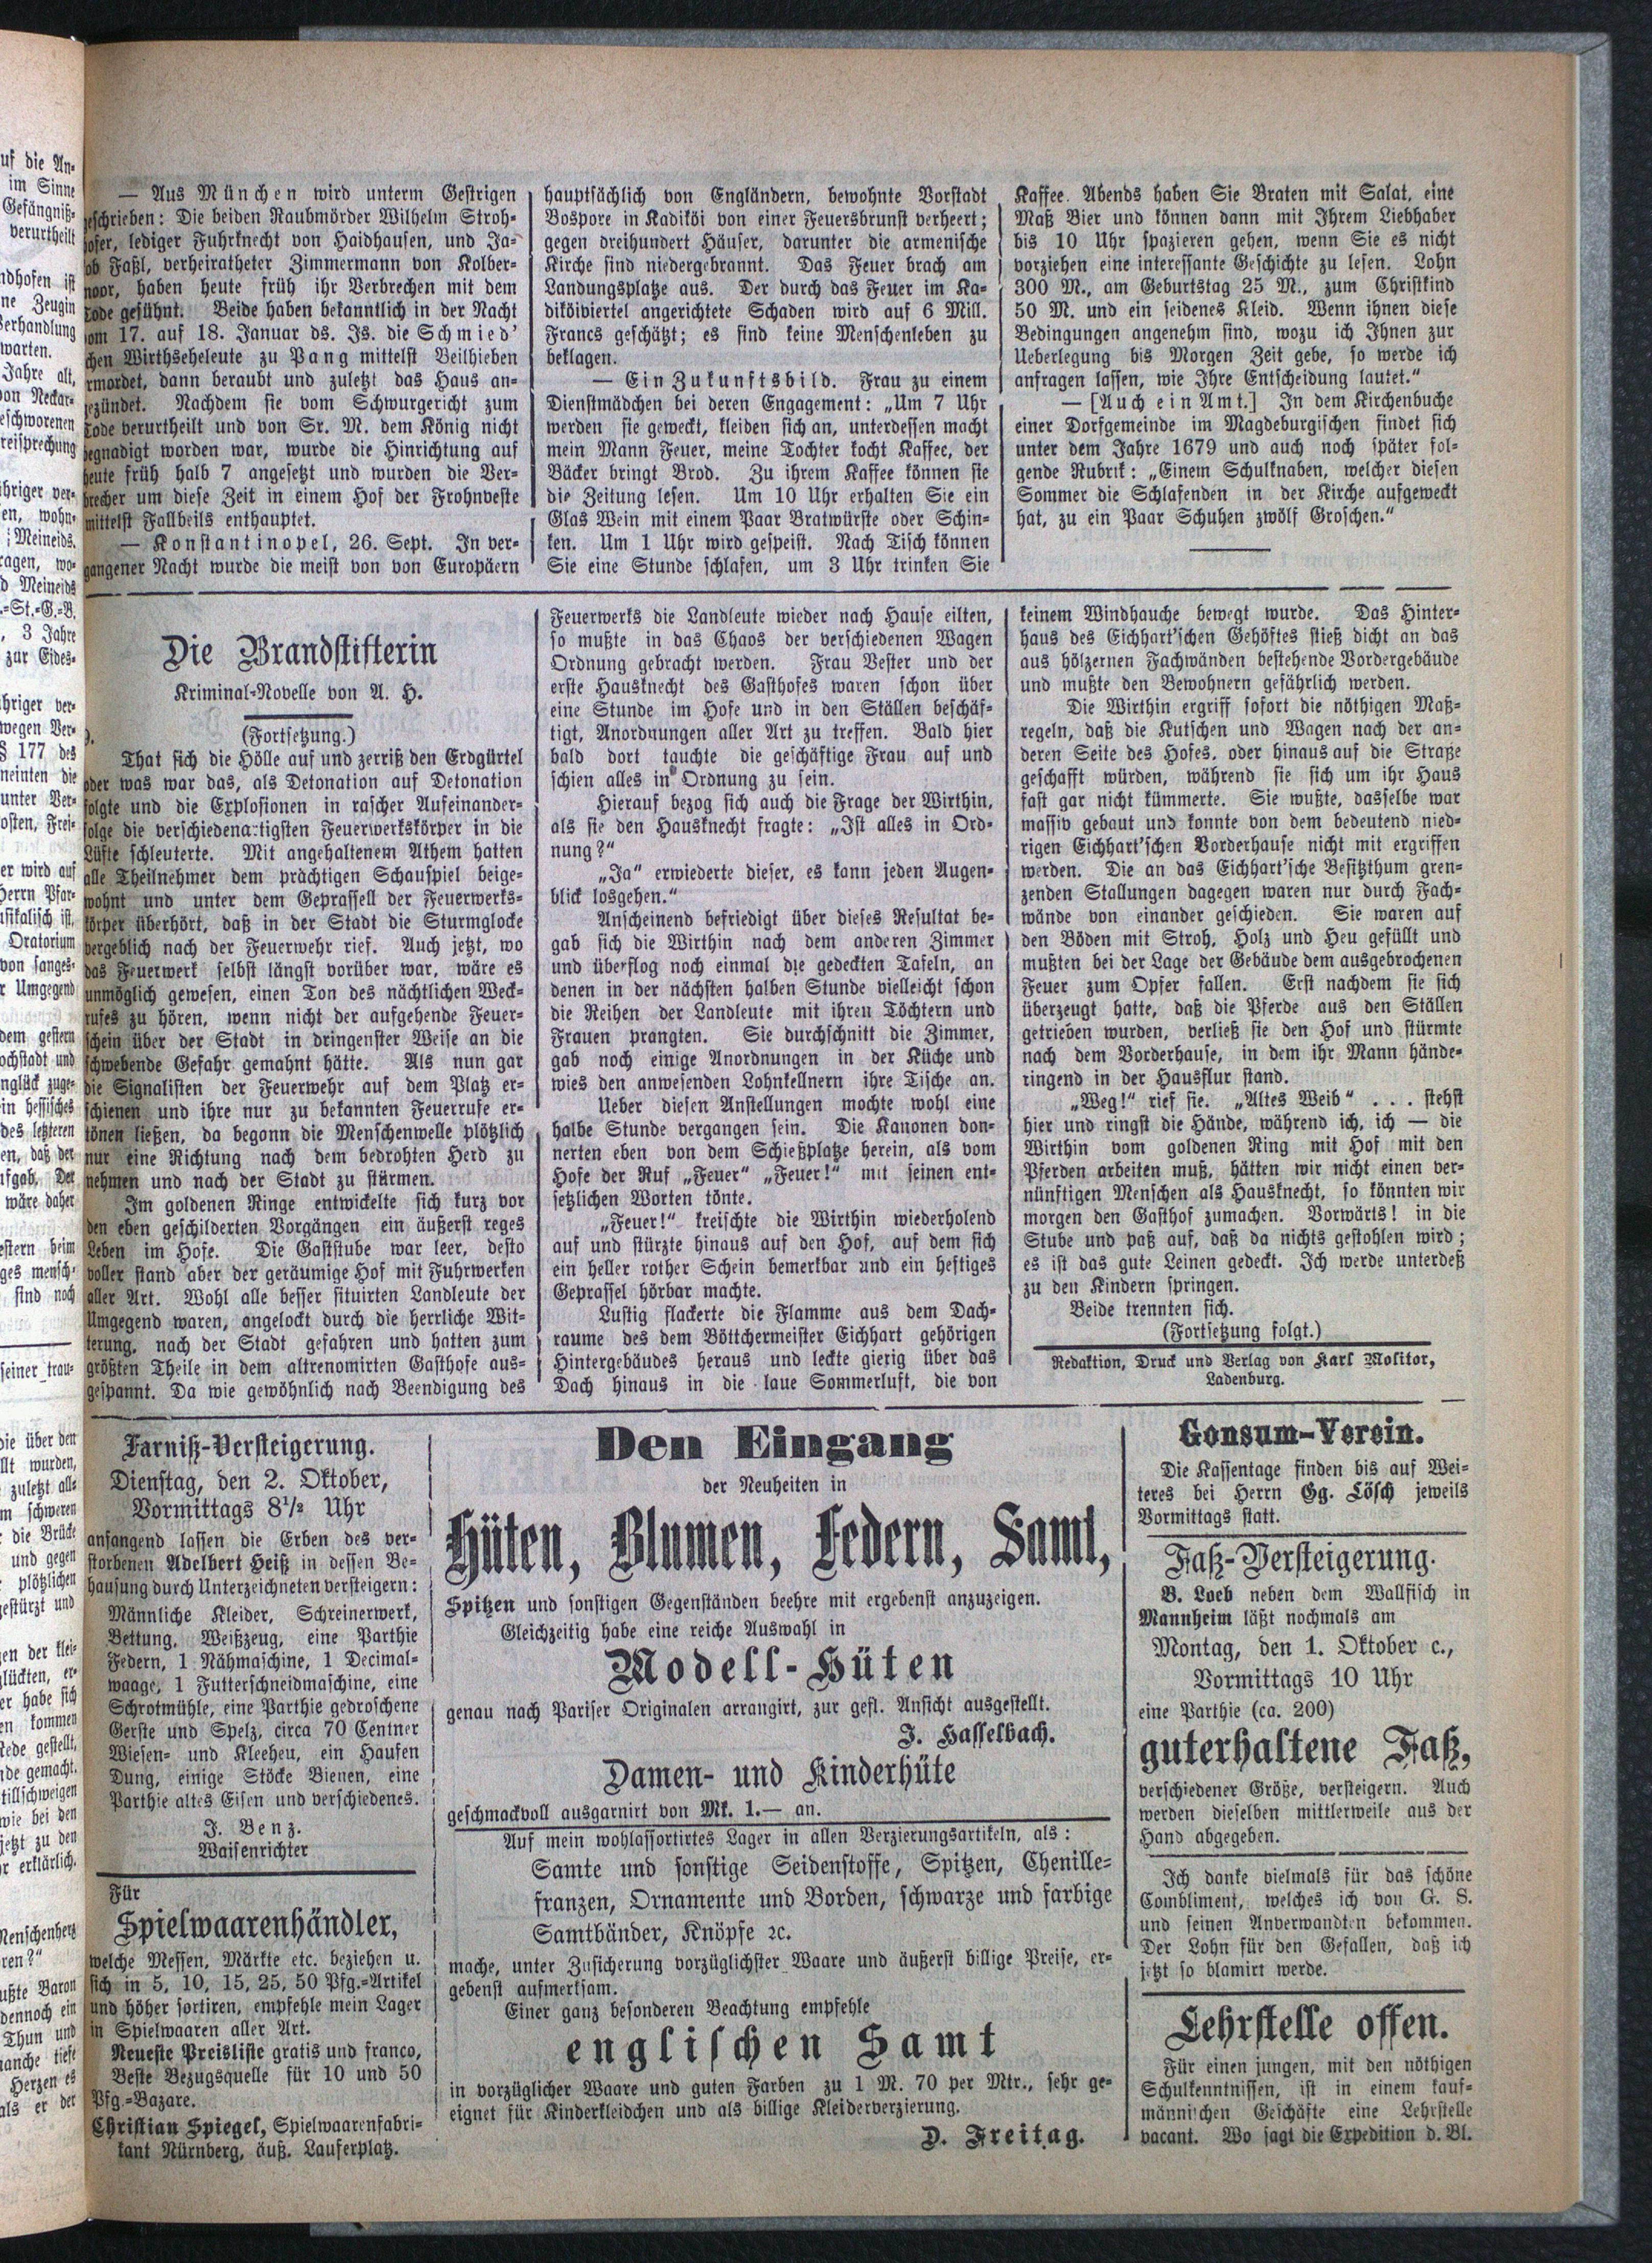 — Aus München wird unterm Gestrigen
geschrieben: Die beiden Raubmörder Wilhelm Stroh-
hofer, lediger Fuhrknecht von Haidhausen, und Ja-
kob Faßl, verheiratheter Zimmermann von Kolber-
moor, haben heute früh ihr Verbrechen mit dem
Tode gesühnt. Beide haben bekanntlich in der Nacht
vom 17. auf 18. Januar ds. Js. die Schmied'
schen Wirthseheleute zu Pang mittelst Beilhieben
ermordet, dann beraubt und zuletzt das Haus an-
gezündet. Nachdem sie vom Schwurgericht zum
Tode verurtheilt und von Sr. M. dem König nicht
begnadigt worden war, wurde die Hinrichtung auf
heute früh halb 7 angesetzt und wurden die Ver-
brecher um diese Zeit in einem Hof der Frohnveste
mittelst Fallbeils enthauptet.
— Konstantinopel, 26. Sept. In ver-
gangener Nacht wurde die meist von von Europäern
hauptsächlich von Engländern, bewohnte Vorstadt
Bospore in Kadiköi von einer Feuersbrunst verheert;
gegen dreihundert Häuser, darunter die armenische
Kirche sind niedergebrannt. Das Feuer brach am
Landungsplatze aus. Der durch das Feuer im Ka-
diköiviertel angerichtete Schaden wird auf 6 Mill.
Francs geschätzt; es sind keine Menschenleben zu
beklagen.
— Ein Zukunftsbild. Frau zu einem
Dienstmädchen bei deren Engagement: „Um 7 Uhr
werden sie geweckt, kleiden sich an, unterdessen macht
mein Mann Feuer, meine Tochter kocht Kaffee, der
Bäcker bringt Brod. Zu ihrem Kaffee können sie
die Zeitung lesen. Um 10 Uhr erhalten Sie ein
Glas Wein mit einem Paar Bratwürste oder Schin-
ken. Um 1 Uhr wird gespeist. Nach Tisch können
Sie eine Stunde schlafen, um 3 Uhr trinken Sie
Kaffee. Abends haben Sie Braten mit Salat, eine
Maß Bier und können dann mit Ihrem Liebhaber
bis 10 Uhr spazieren gehen, wenn Sie es nicht
vorziehen eine interessante Geschichte zu lesen. Lohn
300 M., am Geburtstag 25 M., zum Christkind
50 M. und ein seidenes Kleid. Wenn ihnen diese
Bedingungen angenehm sind, wozu ich Ihnen zur
Ueberlegung bis Morgen Zeit gebe, so werde ich
anfragen lassen, wie Ihre Entscheidung lautet.“
— [Auch ein Amt.] In dem Kirchenbuche
einer Dorfgemeinde im Magdeburgischen findet sich
unter dem Jahre 1679 und auch noch später fol-
gende Rubrik: „Einem Schulknaben, welcher diesen
Sommer die Schlafenden in der Kirche aufgeweckt
hat, zu ein Paar Schuhen zwölf Groschen.“
Die Brandstifterin
Kriminal-Novelle von A. H.
9.
(Fortsetzung.)
That sich die Hölle auf und zerriß den Erdgürtel
oder was war das, als Detonation auf Detonation
folgte und die Explosionen in rascher Aufeinander-
folge die verschiedenartigsten Feuerwerkskörper in die
Lüfte schleuterte. Mit angehaltenem Athem hatten
alle Theilnehmer dem prächtigen Schauspiel beige-
wohnt und unter dem Geprassell der Feuerwerks-
körper überhört, daß in der Stadt die Sturmglocke
vergeblich nach der Feuerwehr rief. Auch jetzt, wo
das Feuerwerk selbst längst vorüber war, wäre es
unmöglich gewesen, einen Ton des nächtlichen Weck-
rufes zu hören, wenn nicht der aufgehende Feuer-
schein über der Stadt in dringenster Weise an die
schwebende Gefahr gemahnt hätte. Als nun gar
die Signalisten der Feuerwehr auf dem Platz er-
schienen und ihre nur zu bekannten Feuerrufe er-
tönen ließen, da begann die Menschenwelle plötzlich
nur eine Richtung nach dem bedrohten Herd zu
nehmen und nach der Stadt zu stürmen.
Im goldenen Ringe entwickelte sich kurz vor
den eben geschilderten Vorgängen ein äußerst reges
Leben im Hofe. Die Gaststube war leer, desto
voller stand aber der geräumige Hof mit Fuhrwerken
aller Art. Wohl alle besser situirten Landleute der
Umgegend waren, angelockt durch die herrliche Wit-
terung, nach der Stadt gefahren und hatten zum
größten Theile in dem altrenomirten Gasthofe aus-
gespannt. Da wie gewöhnlich nach Beendigung des
Feuerwerks die Landleute wieder nach Hause eilten,
so mußte in das Chaos der verschiedenen Wagen
Ordnung gebracht werden. Frau Vester und der
erste Hausknecht des Gasthofes waren schon über
eine Stunde im Hofe und in den Ställen beschäf-
tigt, Anordnungen aller Art zu treffen. Bald hier
bald dort tauchte die geschäftige Frau auf und
schien alles in Ordnung zu sein.
Hierauf bezog sich auch die Frage der Wirthin,
als sie den Hausknecht fragte: „Ist alles in Ord-
nung?“
„Ja“ erwiederte dieser, es kann jeden Augen-
blick losgehen.“
Anscheinend befriedigt über dieses Resultat be-
gab sich die Wirthin nach dem anderen Zimmer
und überflog noch einmal die gedeckten Tafeln, an
denen in der nächsten halben Stunde vielleicht schon
die Reihen der Landleute mit ihren Töchtern und
Frauen prangten. Sie durchschnitt die Zimmer,
gab noch einige Anordnungen in der Küche und
wies den anwesenden Lohnkellnern ihre Tische an.
Ueber diesen Anstellungen mochte wohl eine
halbe Stunde vergangen sein. Die Kanonen don-
nerten eben von dem Schießplatze herein, als vom
Hofe der Ruf „Feuer“ „Feuer!“ mit seinen ent-
setzlichen Worten tönte.
„Feuer!“ kreischte die Wirthin wiederholend
auf und stürzte hinaus auf den Hof, auf dem sich
ein heller rother Schein bemerkbar und ein heftiges
Geprassel hörbar machte.
Lustig flackerte die Flamme aus dem Dach-
raume des dem Böttchermeister Eichhart gehörigen
Hintergebäudes heraus und leckte gierig über das
Dach hinaus in die laue Sommerluft, die von
keinem Windhauche bewegt wurde. Das Hinter-
haus des Eichhart'schen Gehöftes stieß dicht an das
aus hölzernen Fachwänden bestehende Vordergebäude
und mußte den Bewohnern gefährlich werden.
Die Wirthin ergriff sofort die nöthigen Maß-
regeln, daß die Kutschen und Wagen nach der an-
deren Seite des Hofes, oder hinaus auf die Straße
geschafft würden, während sie sich um ihr Haus
fast gar nicht kümmerte. Sie wußte, dasselbe war
massiv gebaut und konnte von dem bedeutend nied-
rigen Eichhart'schen Vorderhause nicht mit ergriffen
werden. Die an das Eichhart'sche Besitzthum gren-
zenden Stallungen dagegen waren nur durch Fach-
wände von einander geschieden. Sie waren auf
den Böden mit Stroh, Holz und Heu gefüllt und
mußten bei der Lage der Gebäude dem ausgebrochenen
Feuer zum Opfer fallen. Erst nachdem sie sich
überzeugt hatte, daß die Pferde aus den Ställen
getrieben wurden, verließ sie den Hof und stürmte
nach dem Vorderhause, in dem ihr Mann hände-
ringend in der Hausflur stand.
„Weg!“ rief sie. „Altes Weib“ . . . stehst
hier und ringst die Hände, während ich, ich — die
Wirthin vom goldenen Ring mit Hof mit den
Pferden arbeiten muß, hätten wir nicht einen ver-
nünftigen Menschen als Hausknecht, so könnten wir
morgen den Gasthof zumachen. Vorwärts! in die
Stube und paß auf, daß da nichts gestohlen wird;
es ist das gute Leinen gedeckt. Ich werde unterdeß
zu den Kindern springen.
Beide trennten sich.
(Fortsetzung folgt.)
Redaktion, Druck und Verlag von Karl Molitor,
Ladenburg.
Farniß-Versteigerung.
Dienstag, den 2. Oktober,
Vormittags 8½ Uhr
anfangend lassen die Erben des ver-
storbenen Adelbert Heiß in dessen Be-
hausung durch Unterzeichneten versteigern:
Männliche Kleider, Schreinerwerk,
Bettung, Weißzeug, eine Parthie
Federn, 1 Nähmaschine, 1 Decimal-
waage, 1 Futterschneidmaschine, eine
Schrotmühle, eine Parthie gedroschene
Gerste und Spelz, circa 70 Centner
Wiesen- und Kleeheu, ein Haufen
Dung, einige Stöcke Bienen, eine
Parthie altes Eisen und verschiedenes.
J. Benz.
Waisenrichter
Für
Spielwaarenhändler,
welche Messen, Märkte etc. beziehen u.
sich in 5, 10, 15, 25, 50 Pfg.-Artikel
und höher sortiren, empfehle mein Lager
in Spielwaaren aller Art.
Neueste Preisliste gratis und franco,
Beste Bezugsquelle für 10 und 50
Pfg.-Bazare.
Christian Spiegel, Spielwaarenfabri-
kant Nürnberg, äuß. Lauferplatz.
Den Eingang
der Neuheiten in
Hüten, Blumen, Federn, Samt,
Spitzen und sonstigen Gegenständen beehre mit ergebenst anzuzeigen.
Gleichzeitig habe eine reiche Auswahl in
Modell-Hüten
genau nach Pariser Originalen arrangirt, zur gefl. Ansicht ausgestellt.
J. Hasselbach.
Damen- und Kinderhüte
geschmackvoll ausgarnirt von Mk. 1.— an.
Auf mein wohlassortirtes Lager in allen Verzierungsartikeln, als:
Samte und sonstige Seidenstoffe, Spitzen, Chenille-
franzen, Ornamente und Borden, schwarze und farbige
Samtbänder, Knöpfe ꝛc.
mache, unter Zusicherung vorzüglichster Waare und äußerst billige Preise, er-
gebenst aufmerksam.
Einer ganz besonderen Beachtung empfehle
englischen Samt
in vorzüglicher Waare und guten Farben zu 1 M. 70 per Mtr., sehr ge-
eignet für Kinderkleidchen und als billige Kleiderverzierung.
D. Freitag.
Consum-Verein.
Die Kassentage finden bis auf Wei-
teres bei Herrn Gg. Lösch jeweils
Vormittags statt.
Faß-Versteigerung.
B. Loeb neben dem Wallfisch in
Mannheim läßt nochmals am
Montag, den 1. Oktober c.,
Vormittags 10 Uhr
eine Parthie (ca. 200)
guterhaltene Faß,
verschiedener Größe, versteigern. Auch
werden dieselben mittlerweile aus der
Hand abgegeben.
Ich danke vielmals für das schöne
Combliment, welches ich von G. S.
und seinen Anverwandten bekommen.
Der Lohn für den Gefallen, daß ich
jetzt so blamirt werde.
Lehrstelle offen.
Für einen jungen, mit den nöthigen
Schulkenntnissen, ist in einem kauf-
männischen Geschäfte eine Lehrstelle
vacant. Wo sagt die Expedition d. Bl.